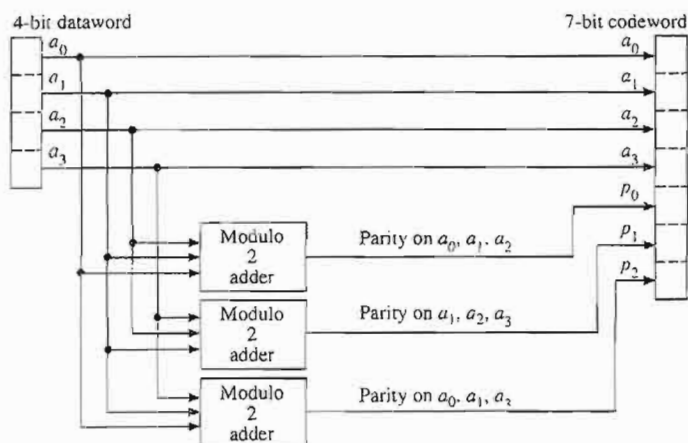 4-bit dataword
7-bit codeword
a0
a0
a1
a1
a2
a2
a3
a3
p0
Modulo
2
adder
Parity on a0, a1. a2
p1
p2
Modulo
2
adder
Parity on a1, a2, a3
Modulo
2
adder
Parity on a0. a1, a3